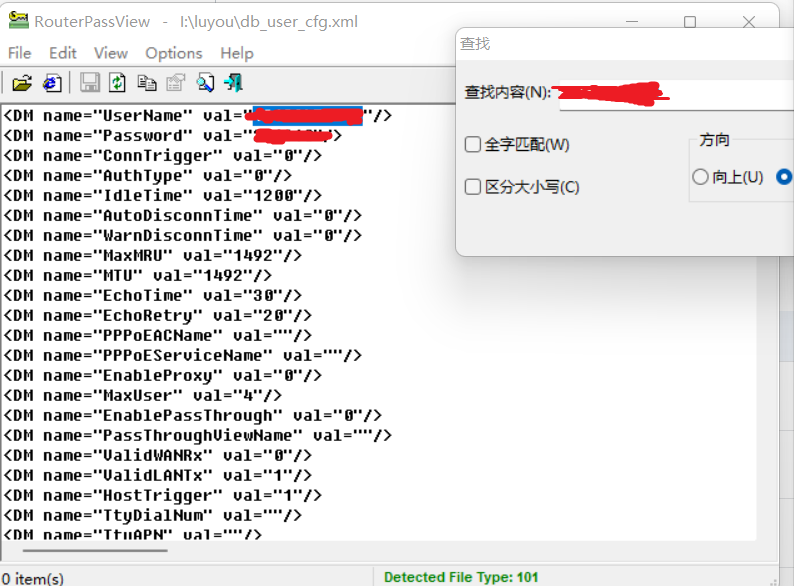 RouterPassView - I:\luyou\db_user_cfg.xml
File Edit View Options Help
查找
查找内容(N):
全字匹配(W)
方向
向上(U)
区分大小写(C)
<DM name="UserName" val=" "/>
<DM name="Password" val=" "/>
<DM name="ConnTrigger" val="0"/>
<DM name="AuthType" val="0"/>
<DM name="IdleTime" val="1200"/>
<DM name="AutoDisconnTime" val="0"/>
<DM name="WarnDisconnTime" val="0"/>
<DM name="MaxMRU" val="1492"/>
<DM name="MTU" val="1492"/>
<DM name="EchoTime" val="30"/>
<DM name="EchoRetry" val="20"/>
<DM name="PPPoEACName" val=""/>
<DM name="PPPoEServiceName" val=""/>
<DM name="EnableProxy" val="0"/>
<DM name="MaxUser" val="4"/>
<DM name="EnablePassThrough" val="0"/>
<DM name="PassThroughViewName" val=""/>
<DM name="ValidWANRx" val="0"/>
<DM name="ValidLANTx" val="1"/>
<DM name="HostTrigger" val="1"/>
<DM name="TtyDialNum" val=""/>
<DM name="TtyAPN" val=""/>
0 item(s)
Detected File Type: 101